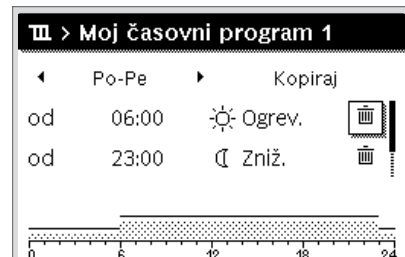 > Moj časovni program 1
Po-Pe Kopiraj
od 06:00 Ogrev.
od 23:00 Zniž.
0 6 12 18 24